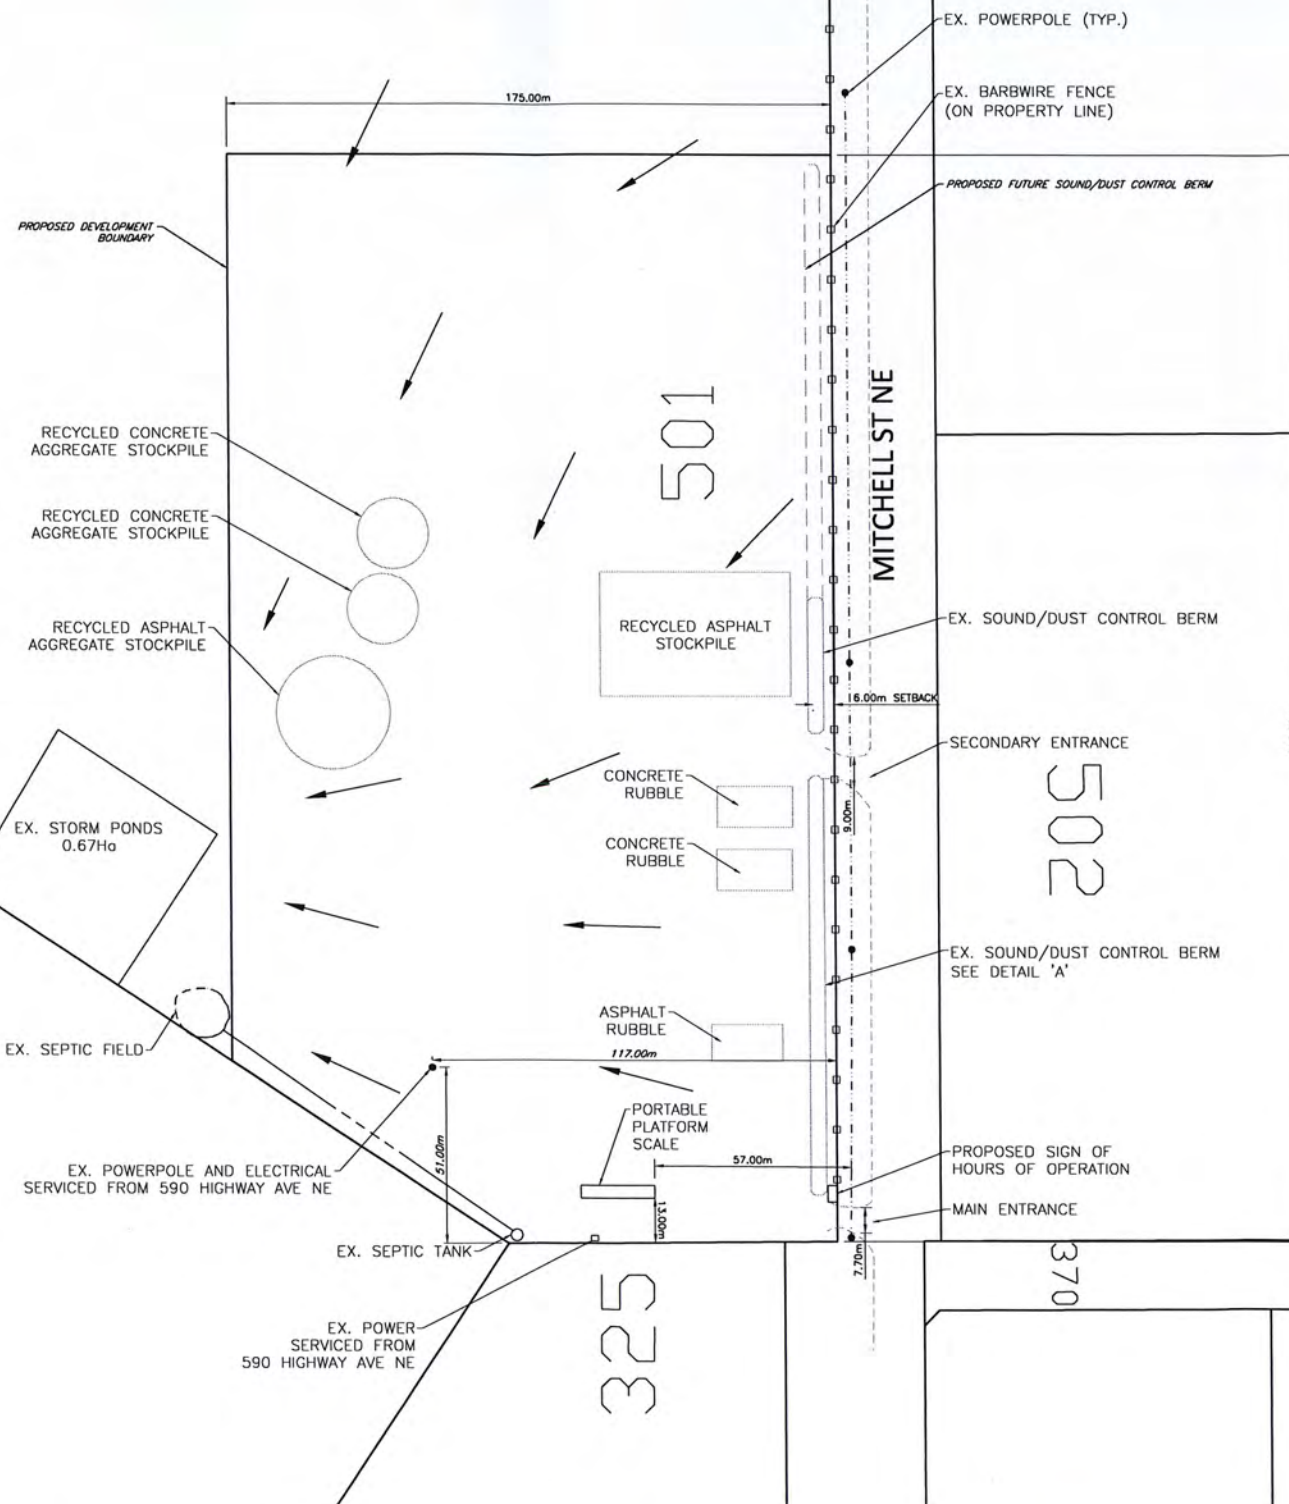 EX. POWERPOLE (TYP.)
EX. BARBWIRE FENCE
(ON PROPERTY LINE)
175.00m
PROPOSED FUTURE SOUND/DUST CONTROL BERM
PROPOSED DEVELOPMENT
BOUNDARY
501
MITCHELL ST NE
RECYCLED CONCRETE
AGGREGATE STOCKPILE
RECYCLED CONCRETE
AGGREGATE STOCKPILE
RECYCLED ASPHALT
AGGREGATE STOCKPILE
RECYCLED ASPHALT
STOCKPILE
EX. SOUND/DUST CONTROL BERM
6.00m SETBACK
SECONDARY ENTRANCE
CONCRETE
RUBBLE
9.00m
502
EX. STORM PONDS
0.67Ha
CONCRETE
RUBBLE
EX. SOUND/DUST CONTROL BERM
SEE DETAIL 'A'
ASPHALT
RUBBLE
EX. SEPTIC FIELD
117.00m
PORTABLE
PLATFORM
SCALE
51.00m
57.00m
PROPOSED SIGN OF
HOURS OF OPERATION
EX. POWERPOLE AND ELECTRICAL
SERVICED FROM 590 HIGHWAY AVE NE
13.00m
MAIN ENTRANCE
EX. SEPTIC TANK
7.70m
370
325
EX. POWER
SERVICED FROM
590 HIGHWAY AVE NE